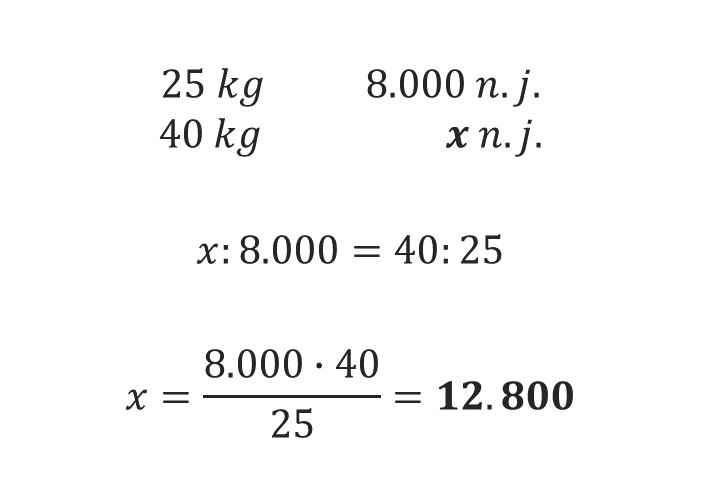 25 kg 8.000 n. j.
40 kg x n. j.
x: 8.000 = 40: 25
x = 8.000 · 40 / 25 = 12.800